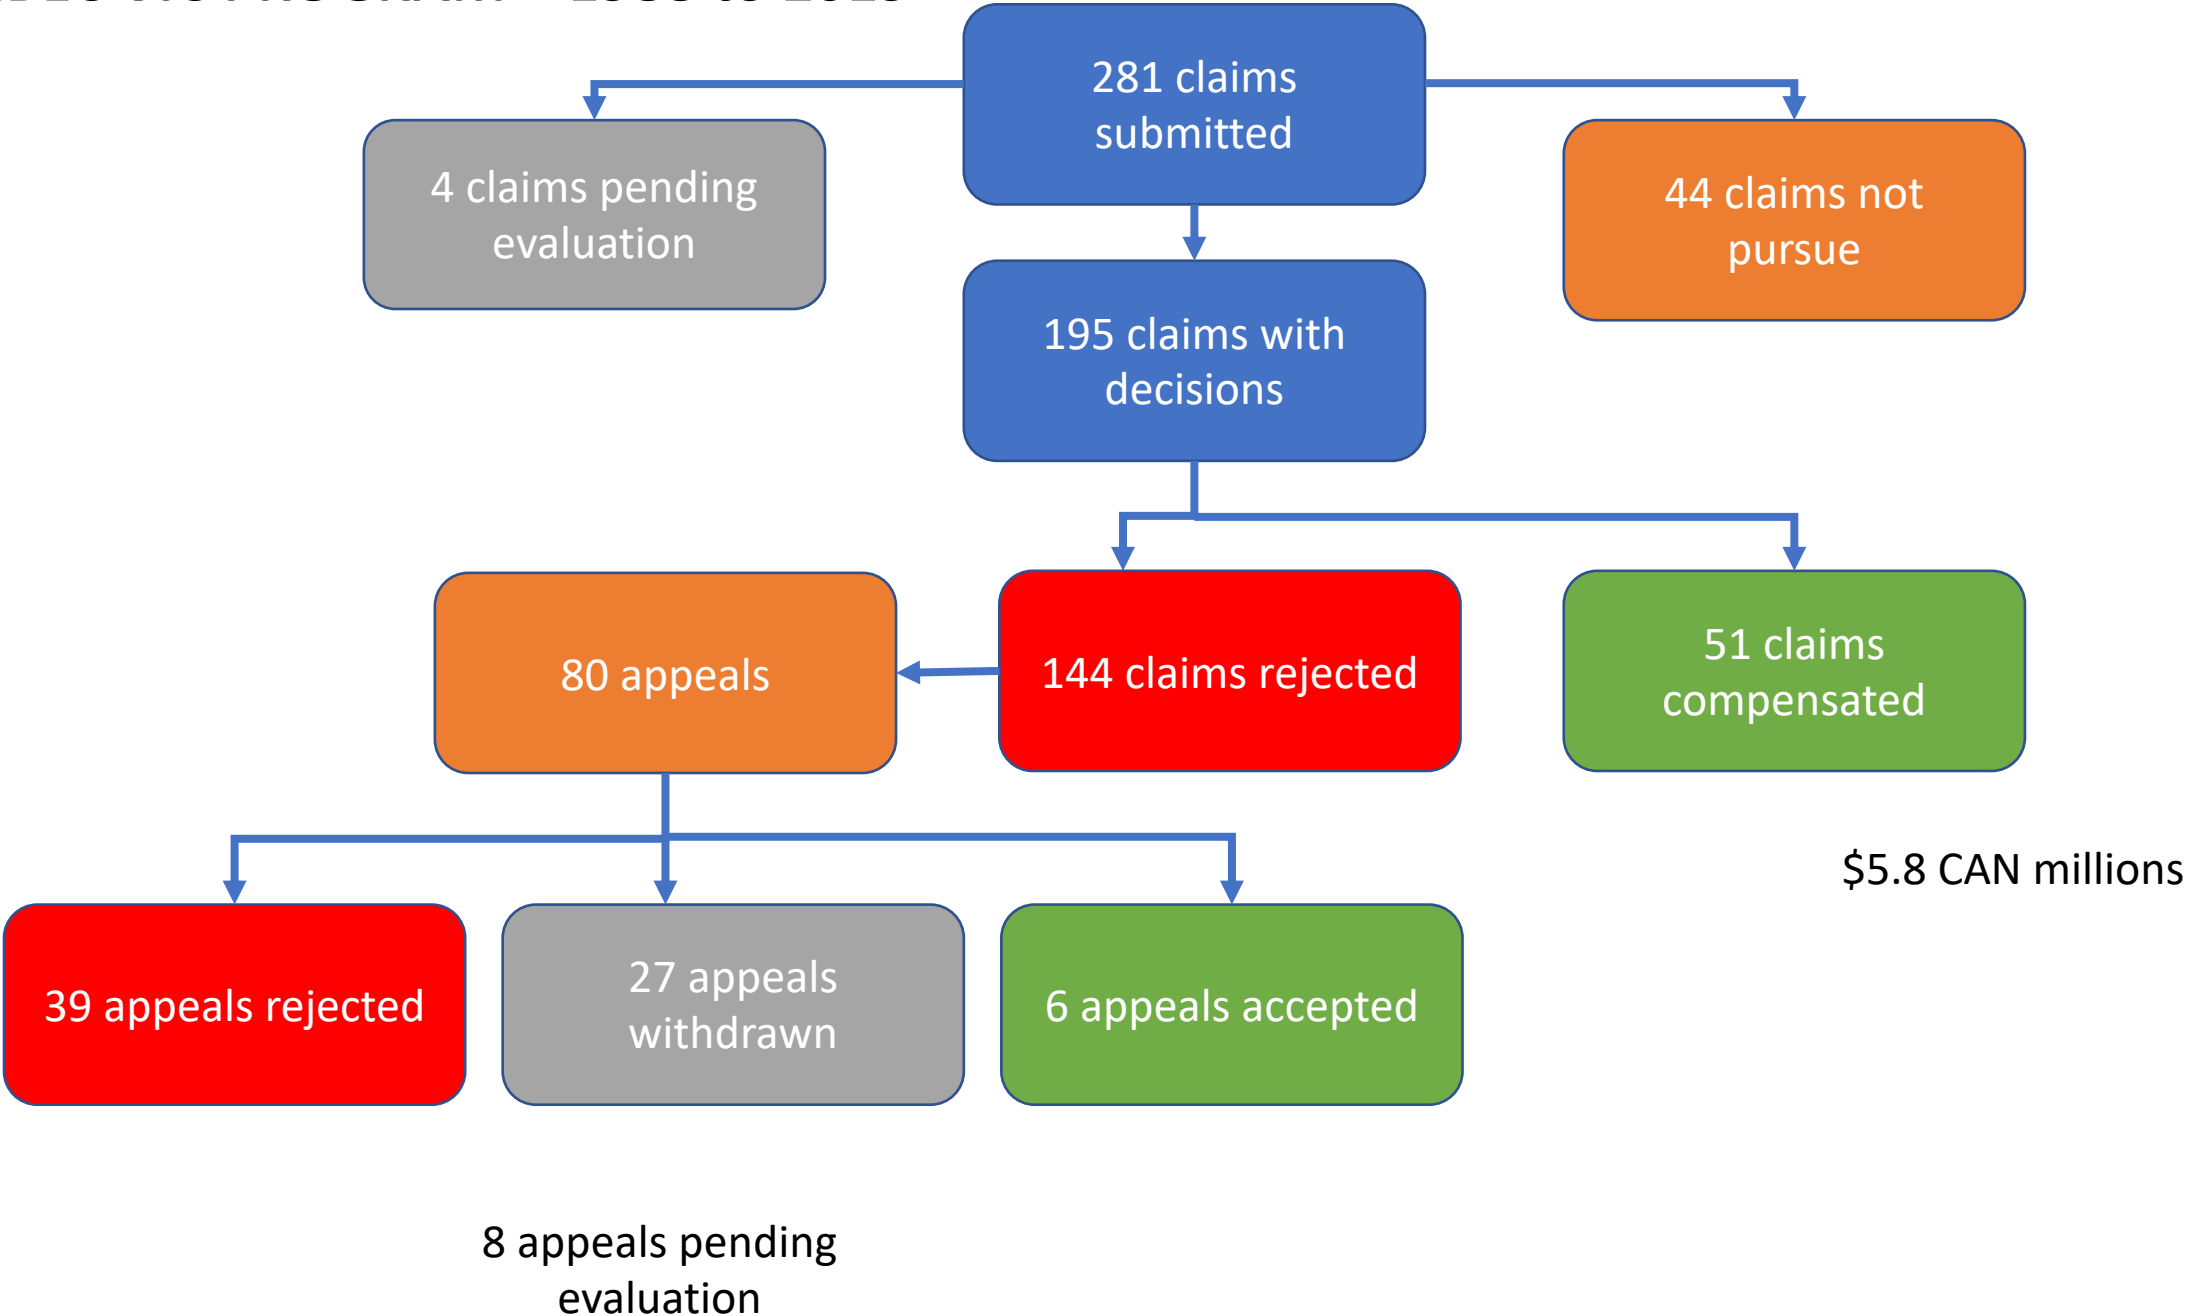 281 claims
submitted
4 claims pending
evaluation
44 claims not
pursue
195 claims with
decisions
80 appeals
144 claims rejected
51 claims
compensated
$5.8 CAN millions
39 appeals rejected
27 appeals
withdrawn
6 appeals accepted
8 appeals pending
evaluation